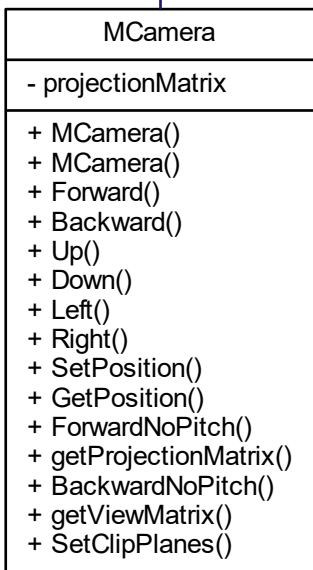 MCamera
- projectionMatrix
+ MCamera()
+ MCamera()
+ Forward()
+ Backward()
+ Up()
+ Down()
+ Left()
+ Right()
+ SetPosition()
+ GetPosition()
+ ForwardNoPitch()
+ getProjectionMatrix()
+ BackwardNoPitch()
+ getViewMatrix()
+ SetClipPlanes()